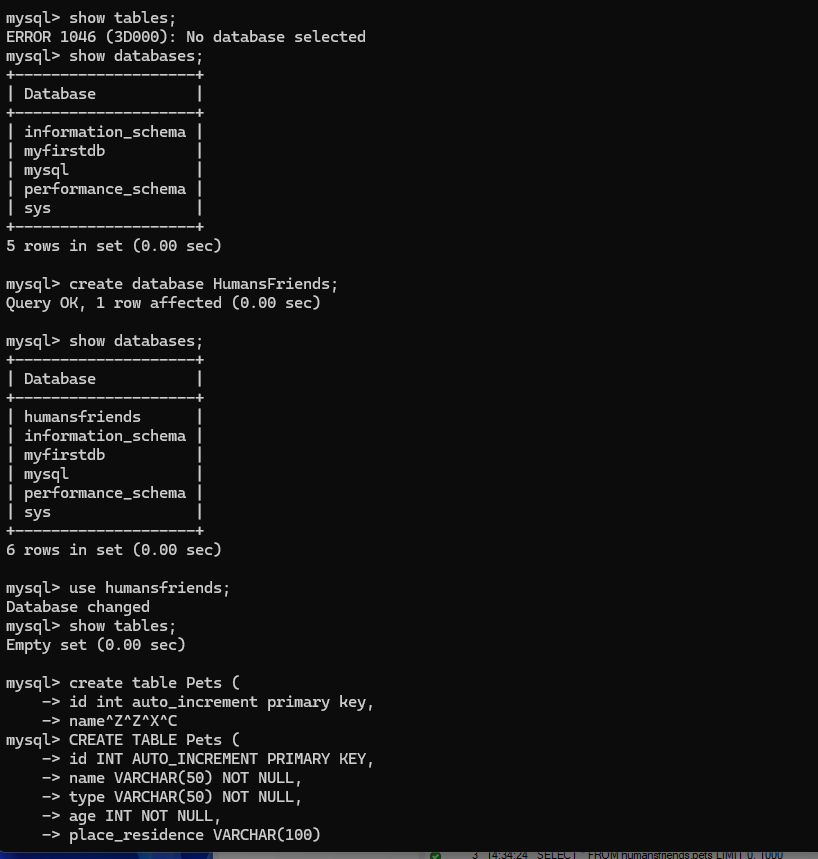 mysql> show tables;
ERROR 1046 (3D000): No database selected
mysql> show databases;
+--------------------+
| Database           |
+--------------------+
| information_schema |
| myfirstdb          |
| mysql              |
| performance_schema |
| sys                |
+--------------------+
5 rows in set (0.00 sec)
mysql> create database HumansFriends;
Query OK, 1 row affected (0.00 sec)
mysql> show databases;
+--------------------+
| Database           |
+--------------------+
| humansfriends      |
| information_schema |
| myfirstdb          |
| mysql              |
| performance_schema |
| sys                |
+--------------------+
6 rows in set (0.00 sec)
mysql> use humansfriends;
Database changed
mysql> show tables;
Empty set (0.00 sec)
mysql> create table Pets (
    -> id int auto_increment primary key,
    -> name^Z^Z^X^C
mysql> CREATE TABLE Pets (
    -> id INT AUTO_INCREMENT PRIMARY KEY,
    -> name VARCHAR(50) NOT NULL,
    -> type VARCHAR(50) NOT NULL,
    -> age INT NOT NULL,
    -> place_residence VARCHAR(100)
3 14:34:24 SELECT * FROM humansfriends.pets LIMIT 0, 1000